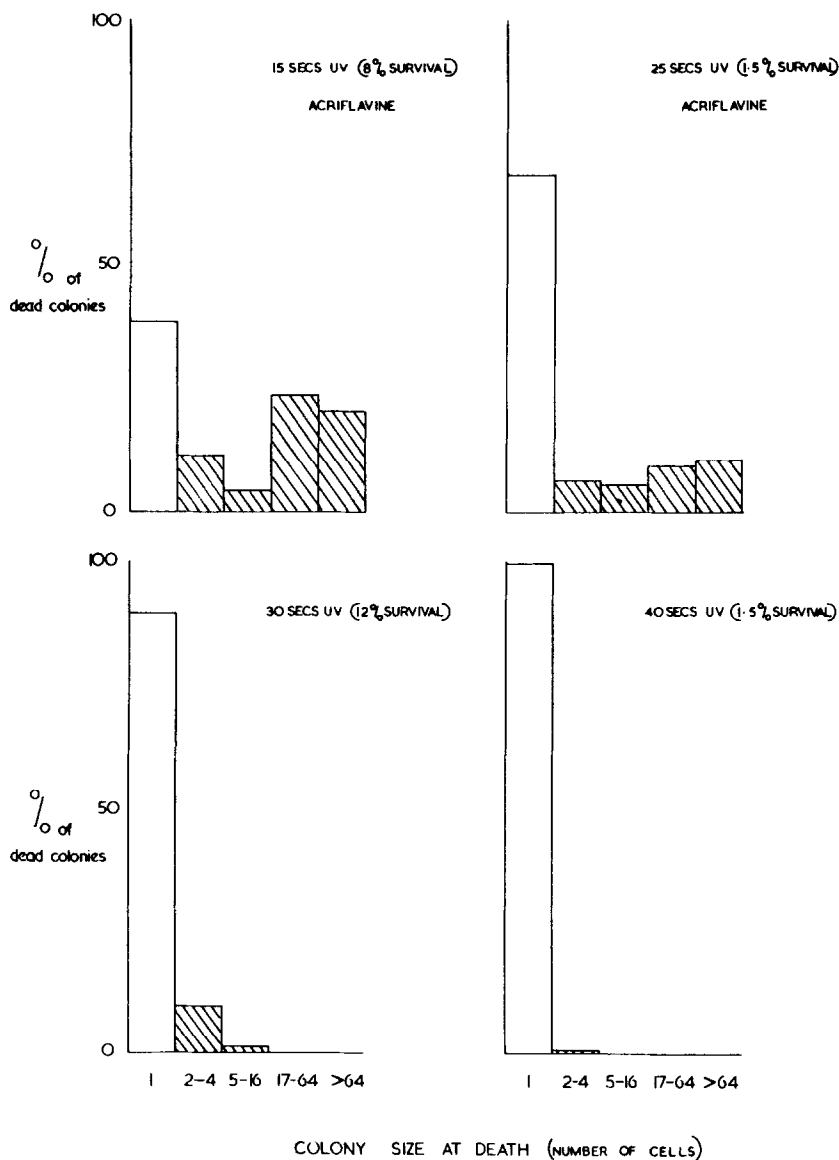 100
15 SECS UV (8% SURVIVAL)
ACRIFLAVINE
25 SECS UV (1·5% SURVIVAL)
ACRIFLAVINE
% of
dead colonies
50
0
100
30 SECS UV (12% SURVIVAL)
40 SECS UV (1·5% SURVIVAL)
% of
dead colonies
50
0
1 2-4 5-16 17-64 >64
1 2-4 5-16 17-64 >64
COLONY SIZE AT DEATH (NUMBER OF CELLS)